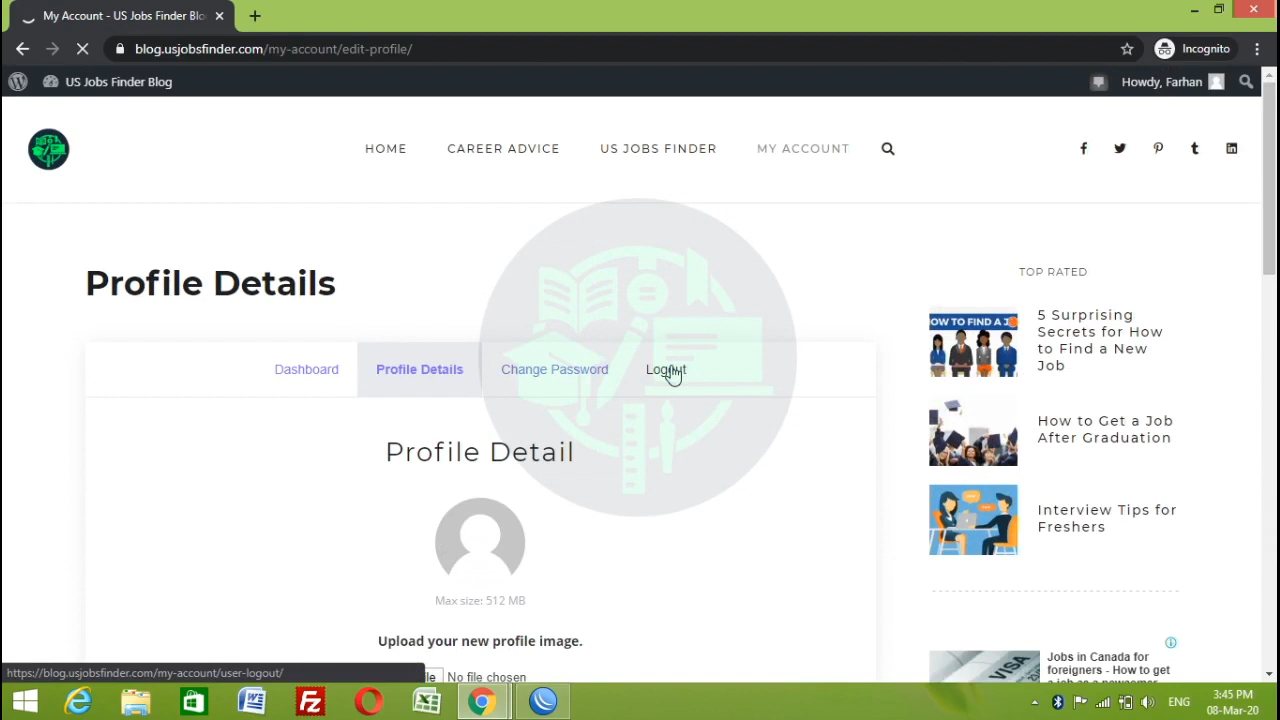 My Account - US Jobs Finder Blo
blog.usjobsfinder.com/my-account/edit-profile/
Incognito
US Jobs Finder Blog
Howdy, Farhan
HOME
CAREER ADVICE
US JOBS FINDER
MY ACCOUNT
Profile Details
Dashboard
Profile Details
Change Password
Logout
Profile Detail
Max size: 512 MB
Upload your new profile image.
No file chosen
TOP RATED
HOW TO FIND A J
5 Surprising
Secrets for How
to Find a New
Job
How to Get a Job
After Graduation
Interview Tips for
Freshers
VISA
Jobs in Canada for
foreigners - How to get
https://blog.usjobsfinder.com/my-account/user-logout/
ENG
3:45 PM
08-Mar-20